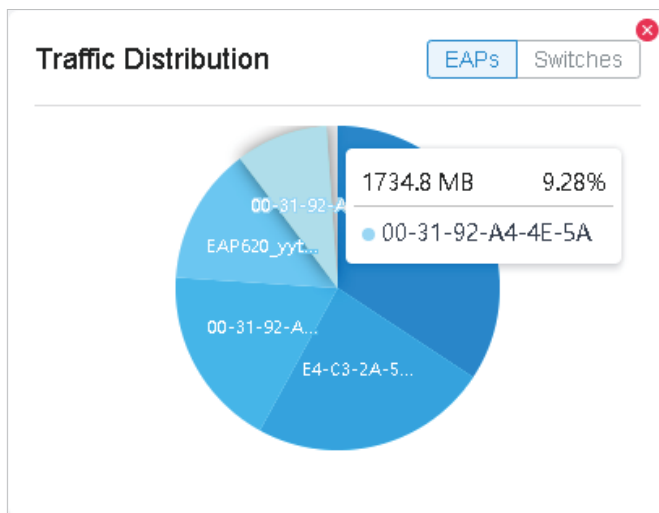 Traffic Distribution
EAPs
Switches
1734.8 MB 9.28%
00-31-92-A4-4E-5A
00-31-92-A
EAP620_yyt...
00-31-92-A...
E4-C3-2A-5...